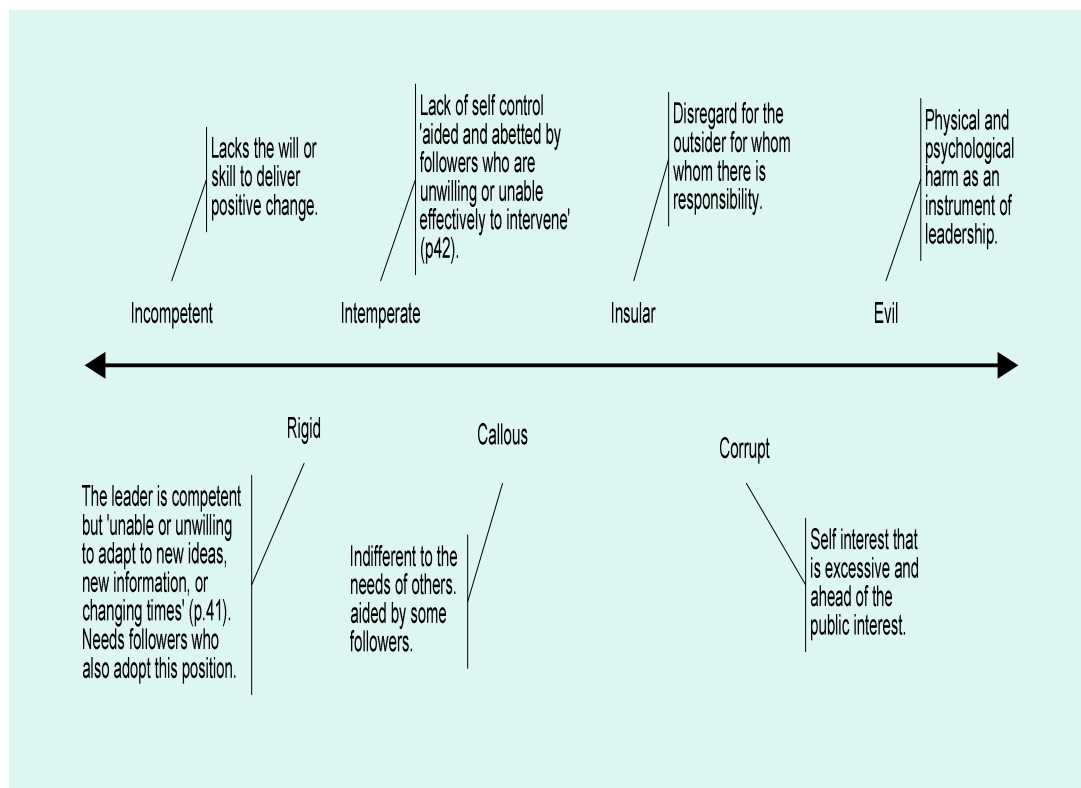 Lacks the will or
skill to deliver
positive change.
Lack of self control
'aided and abetted by
followers who are
unwilling or unable
effectively to intervene'
(p42).
Disregard for the
outsider for whom
whom there is
responsibility.
Physical and
psychological
harm as an
instrument of
leadership.
Incompetent
Intemperate
Insular
Evil
Rigid
Callous
Corrupt
The leader is competent
but 'unable or unwilling
to adapt to new ideas,
new information, or
changing times' (p.41).
Needs followers who
also adopt this position.
Indifferent to the
needs of others.
aided by some
followers.
Self interest that
is excessive and
ahead of the
public interest.